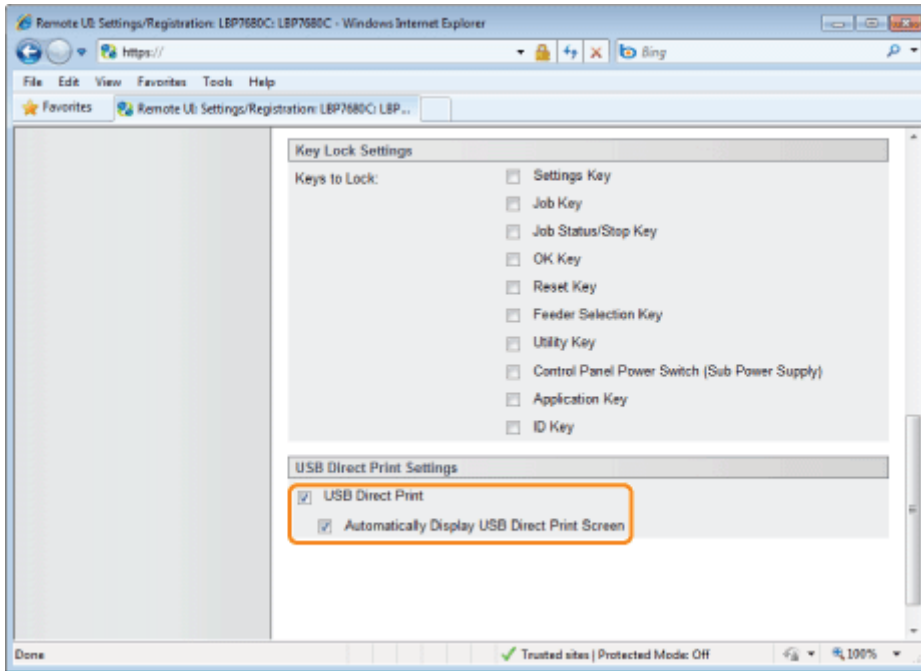 Remote UI: Settings/Registration: LBP7680C: LBP7680C - Windows Internet Explorer
https://
Bing
File Edit View Favorites Tools Help
Favorites Remote UI: Settings/Registration: LBP7680C: LBP...
Key Lock Settings
Keys to Lock: Settings Key
Job Key
Job Status/Stop Key
OK Key
Reset Key
Feeder Selection Key
Utility Key
Control Panel Power Switch (Sub Power Supply)
Application Key
ID Key
USB Direct Print Settings
USB Direct Print
Automatically Display USB Direct Print Screen
Done Trusted sites | Protected Mode: Off 100%